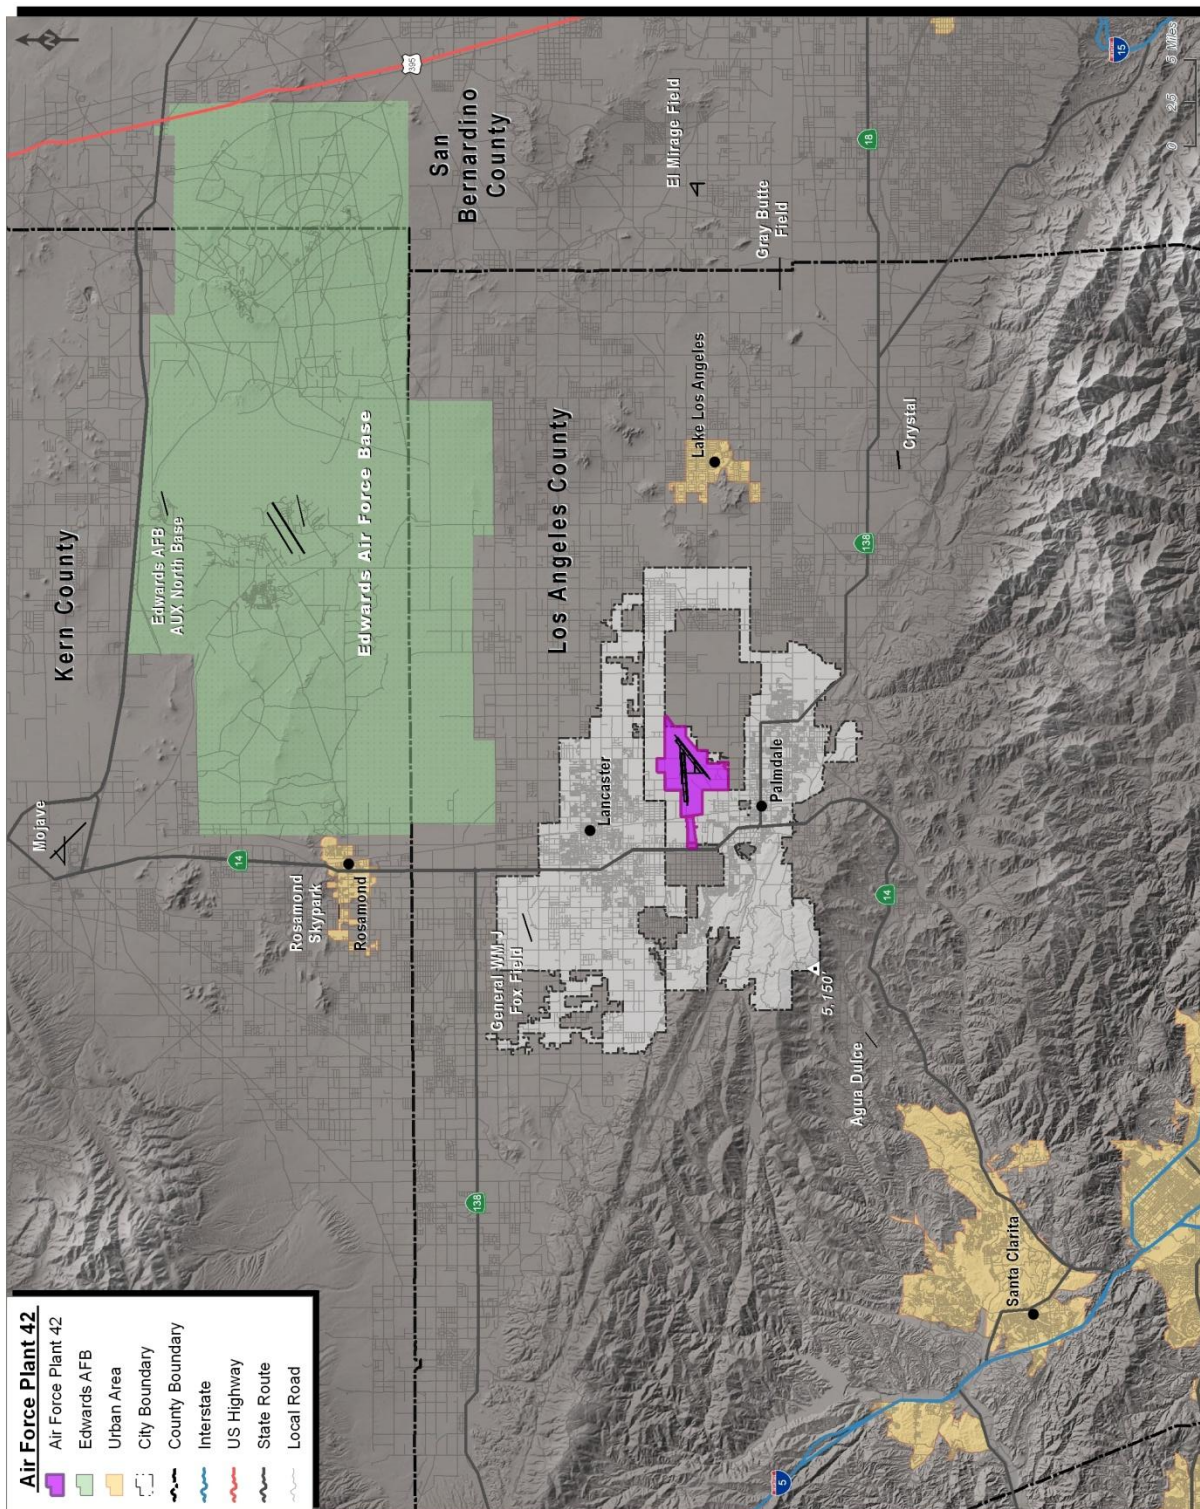 Air Force Plant 42
Air Force Plant 42
Edwards AFB
Urban Area
City Boundary
County Boundary
Interstate
US Highway
State Route
Local Road
Mojave
Kern County
Edwards AFB
AUX North Base
395
N
14
Rosamond
Skypark
Rosamond
Edwards Air Force Base
San
Bernardino
County
138
General WM J
Fox Field
Lancaster
Los Angeles County
El Mirage Field
Lake Los Angeles
Gray Butte
Field
Palmdale
5,150'
138
18
Agua Dulce
14
Crystal
5
Santa Clarita
15
0 2.5 5 Miles